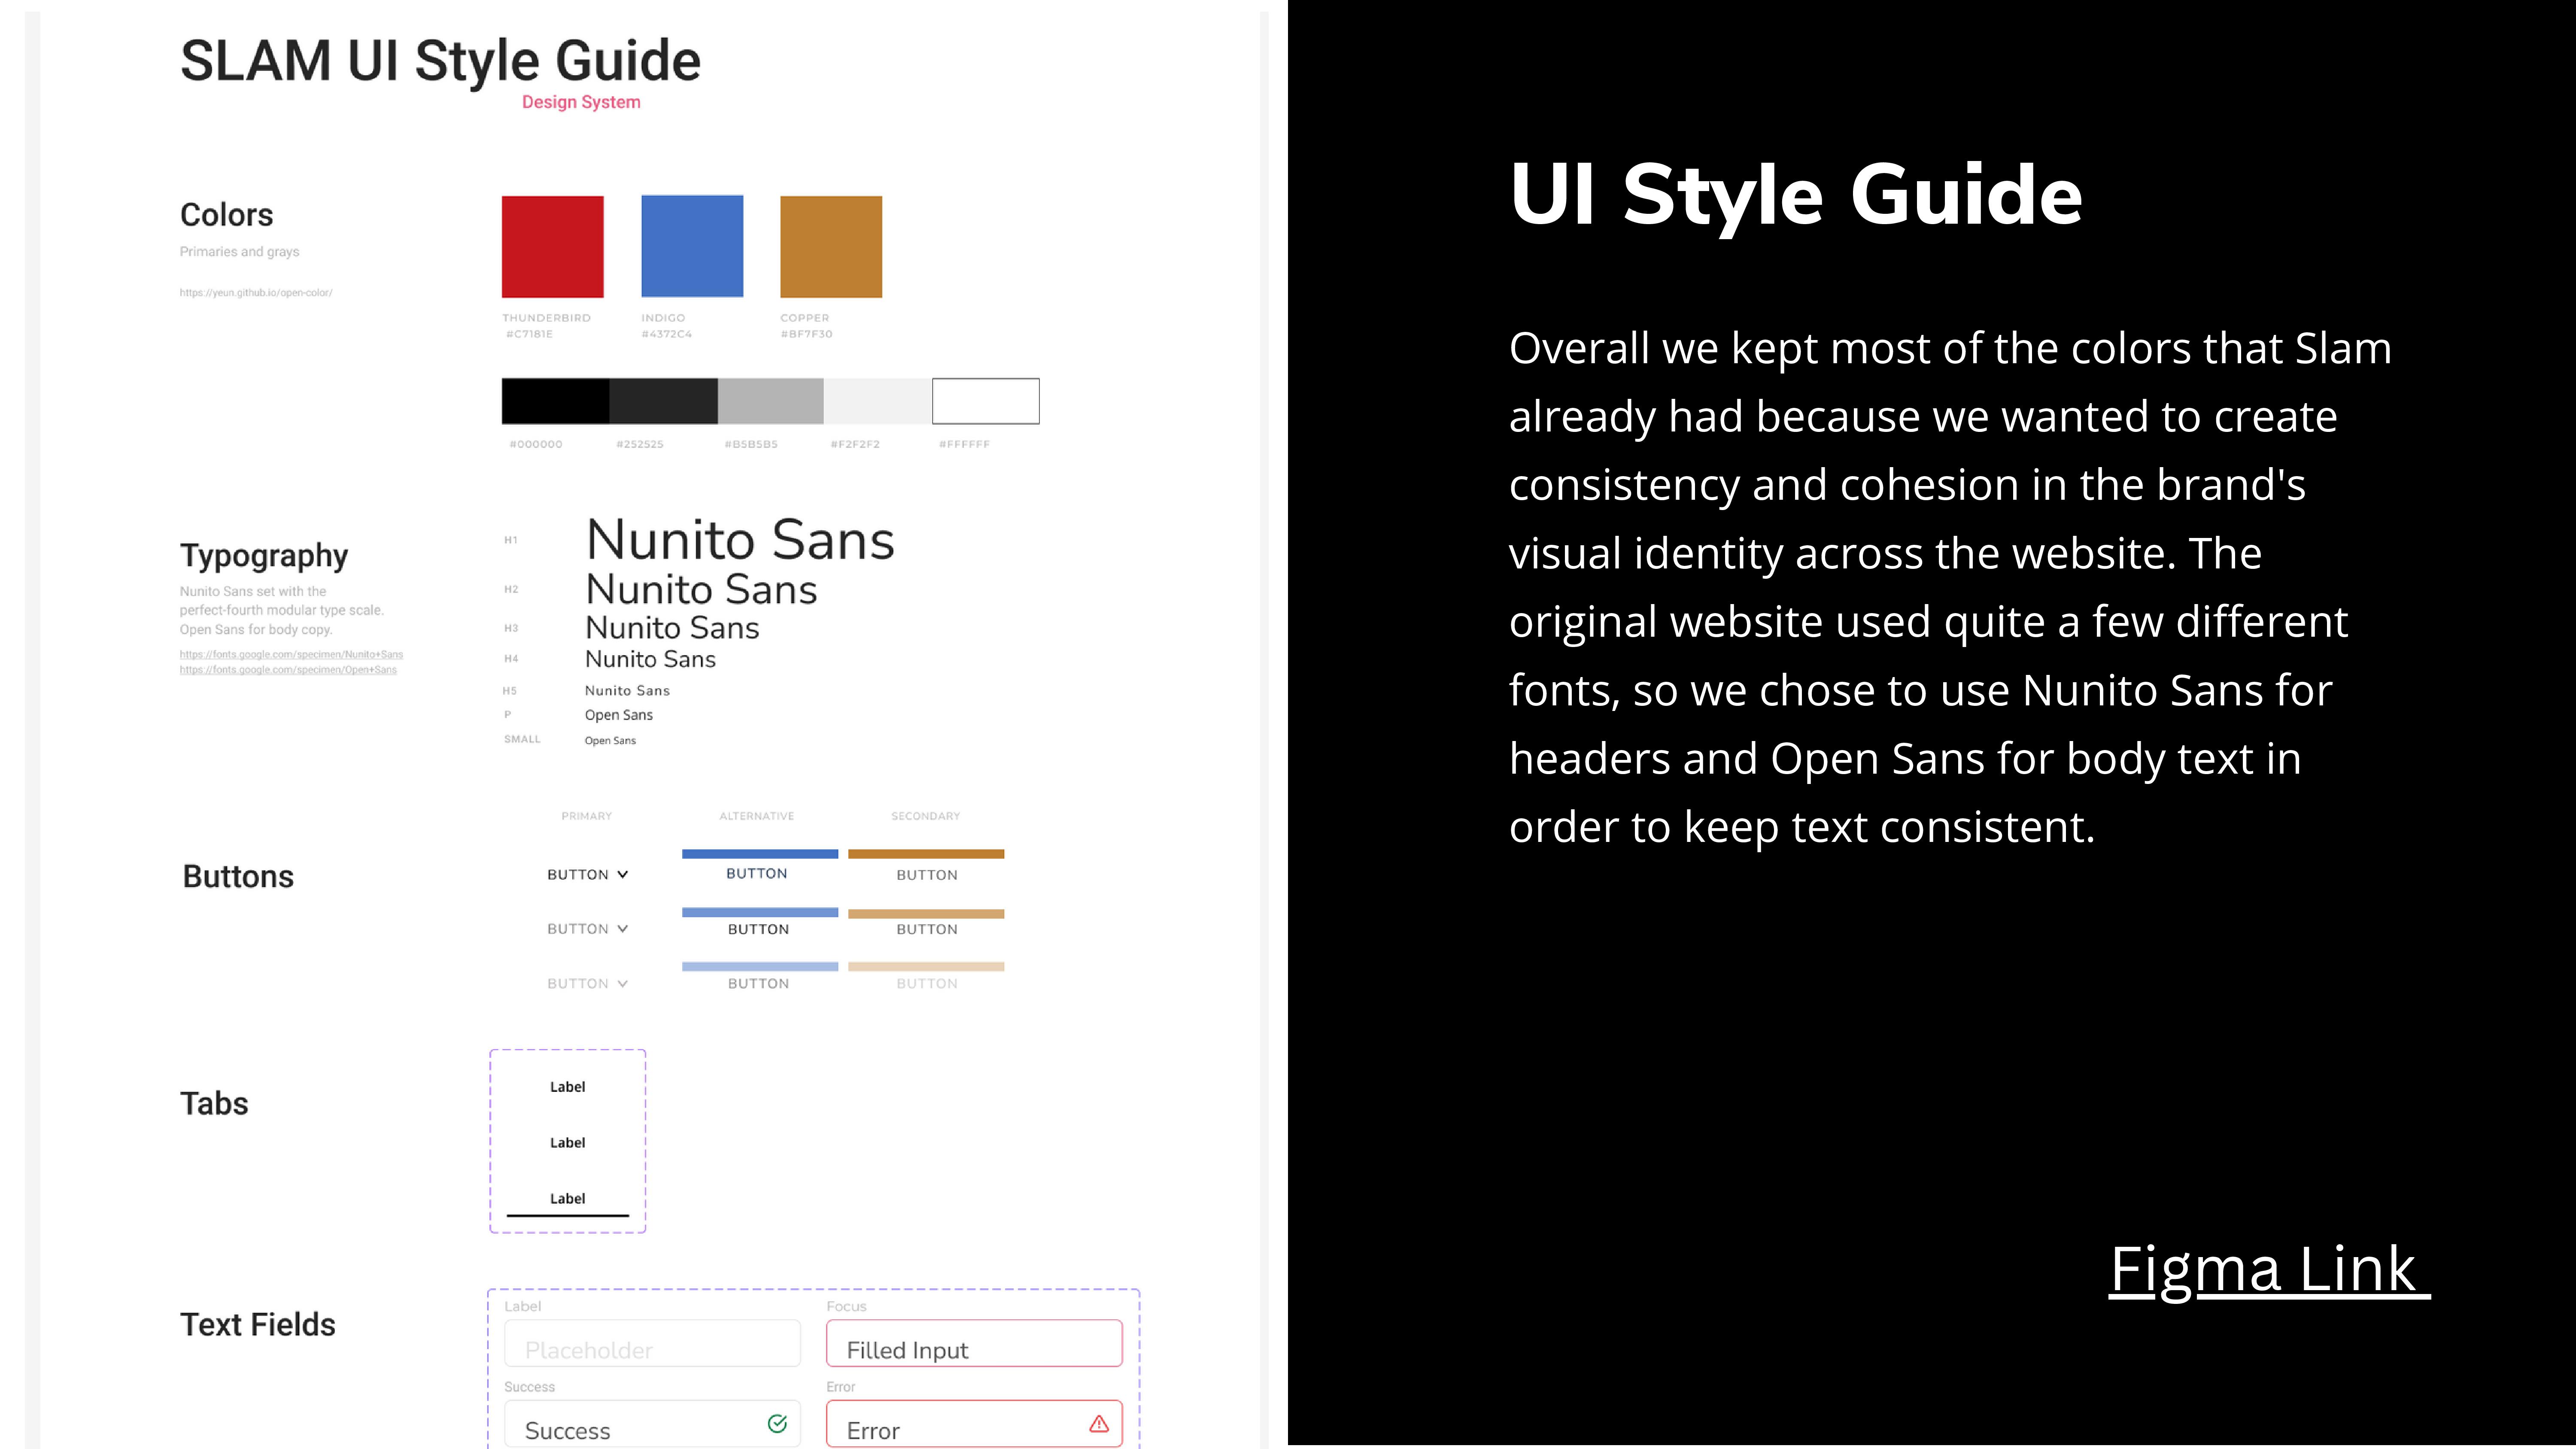 SLAM UI Style Guide
Design System
Colors
Primaries and grays
https://yeun.github.io/open-color/
THUNDERBIRD
#C7181E
INDIGO
#4372C4
COPPER
#BF7F30
#000000 #252525 #B5B5B5 #F2F2F2 #FFFFFF
Typography
Nunito Sans set with the
perfect-fourth modular type scale.
Open Sans for body copy.
https://fonts.google.com/specimen/Nunito+Sans
https://fonts.google.com/specimen/Open+Sans
H1 Nunito Sans
H2 Nunito Sans
H3 Nunito Sans
H4 Nunito Sans
H5 Nunito Sans
P Open Sans
SMALL Open Sans
Buttons
PRIMARY ALTERNATIVE SECONDARY
BUTTON BUTTON BUTTON
BUTTON BUTTON BUTTON
BUTTON BUTTON BUTTON
Tabs
Label
Label
Label
Text Fields
Label Focus
Placeholder Filled Input
Success Error
Success Error
UI Style Guide
Overall we kept most of the colors that Slam
already had because we wanted to create
consistency and cohesion in the brand's
visual identity across the website. The
original website used quite a few different
fonts, so we chose to use Nunito Sans for
headers and Open Sans for body text in
order to keep text consistent.
Figma Link